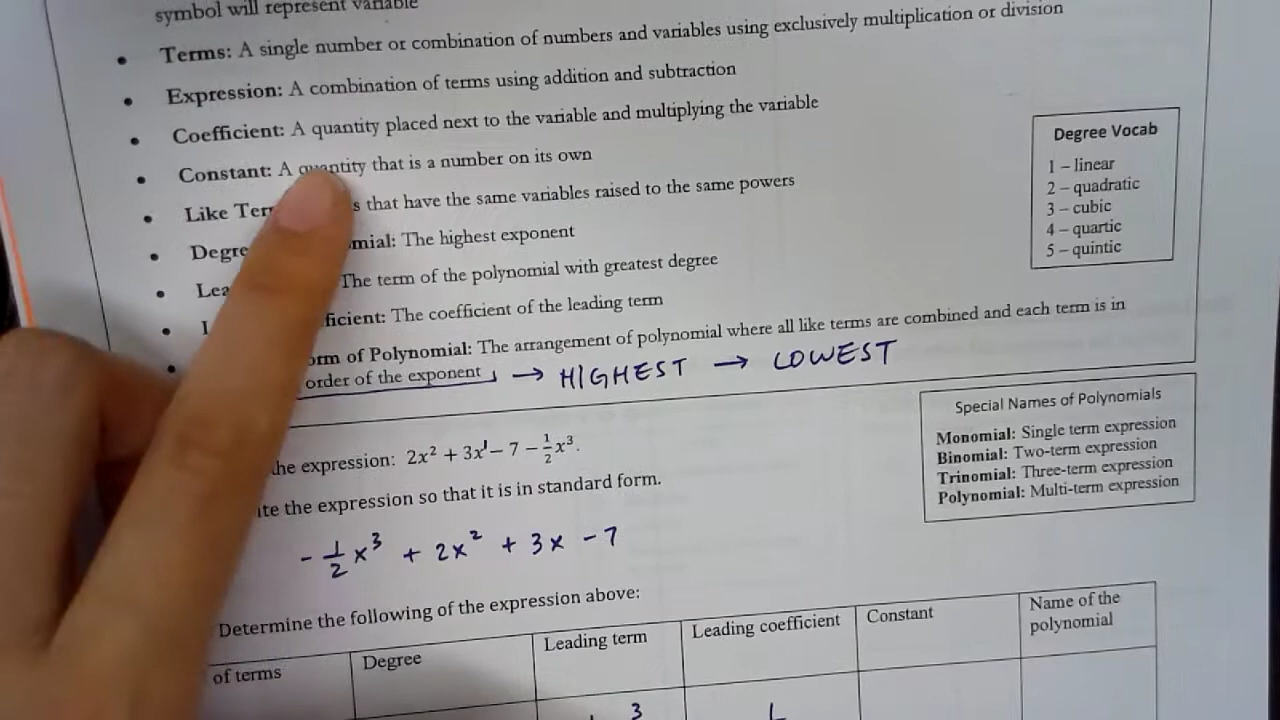 symbol will represent variable
• Terms: A single number or combination of numbers and variables using exclusively multiplication or division
• Expression: A combination of terms using addition and subtraction
• Coefficient: A quantity placed next to the variable and multiplying the variable
• Constant: A quantity that is a number on its own
• Like Ter s that have the same variables raised to the same powers
• Degre mial: The highest exponent
• Lea The term of the polynomial with greatest degree
• L ficient: The coefficient of the leading term
• orm of Polynomial: The arrangement of polynomial where all like terms are combined and each term is in
order of the exponent → HIGHEST → LOWEST
Degree Vocab
1 – linear
2 – quadratic
3 – cubic
4 – quartic
5 – quintic
Special Names of Polynomials
Monomial: Single term expression
Binomial: Two-term expression
Trinomial: Three-term expression
Polynomial: Multi-term expression
the expression: 2x² + 3x¹ – 7 – ½x³.
ite the expression so that it is in standard form.
- ½x³ + 2x² + 3x - 7
Determine the following of the expression above:
of terms
Degree
Leading term
Leading coefficient
Constant
Name of the
polynomial
3